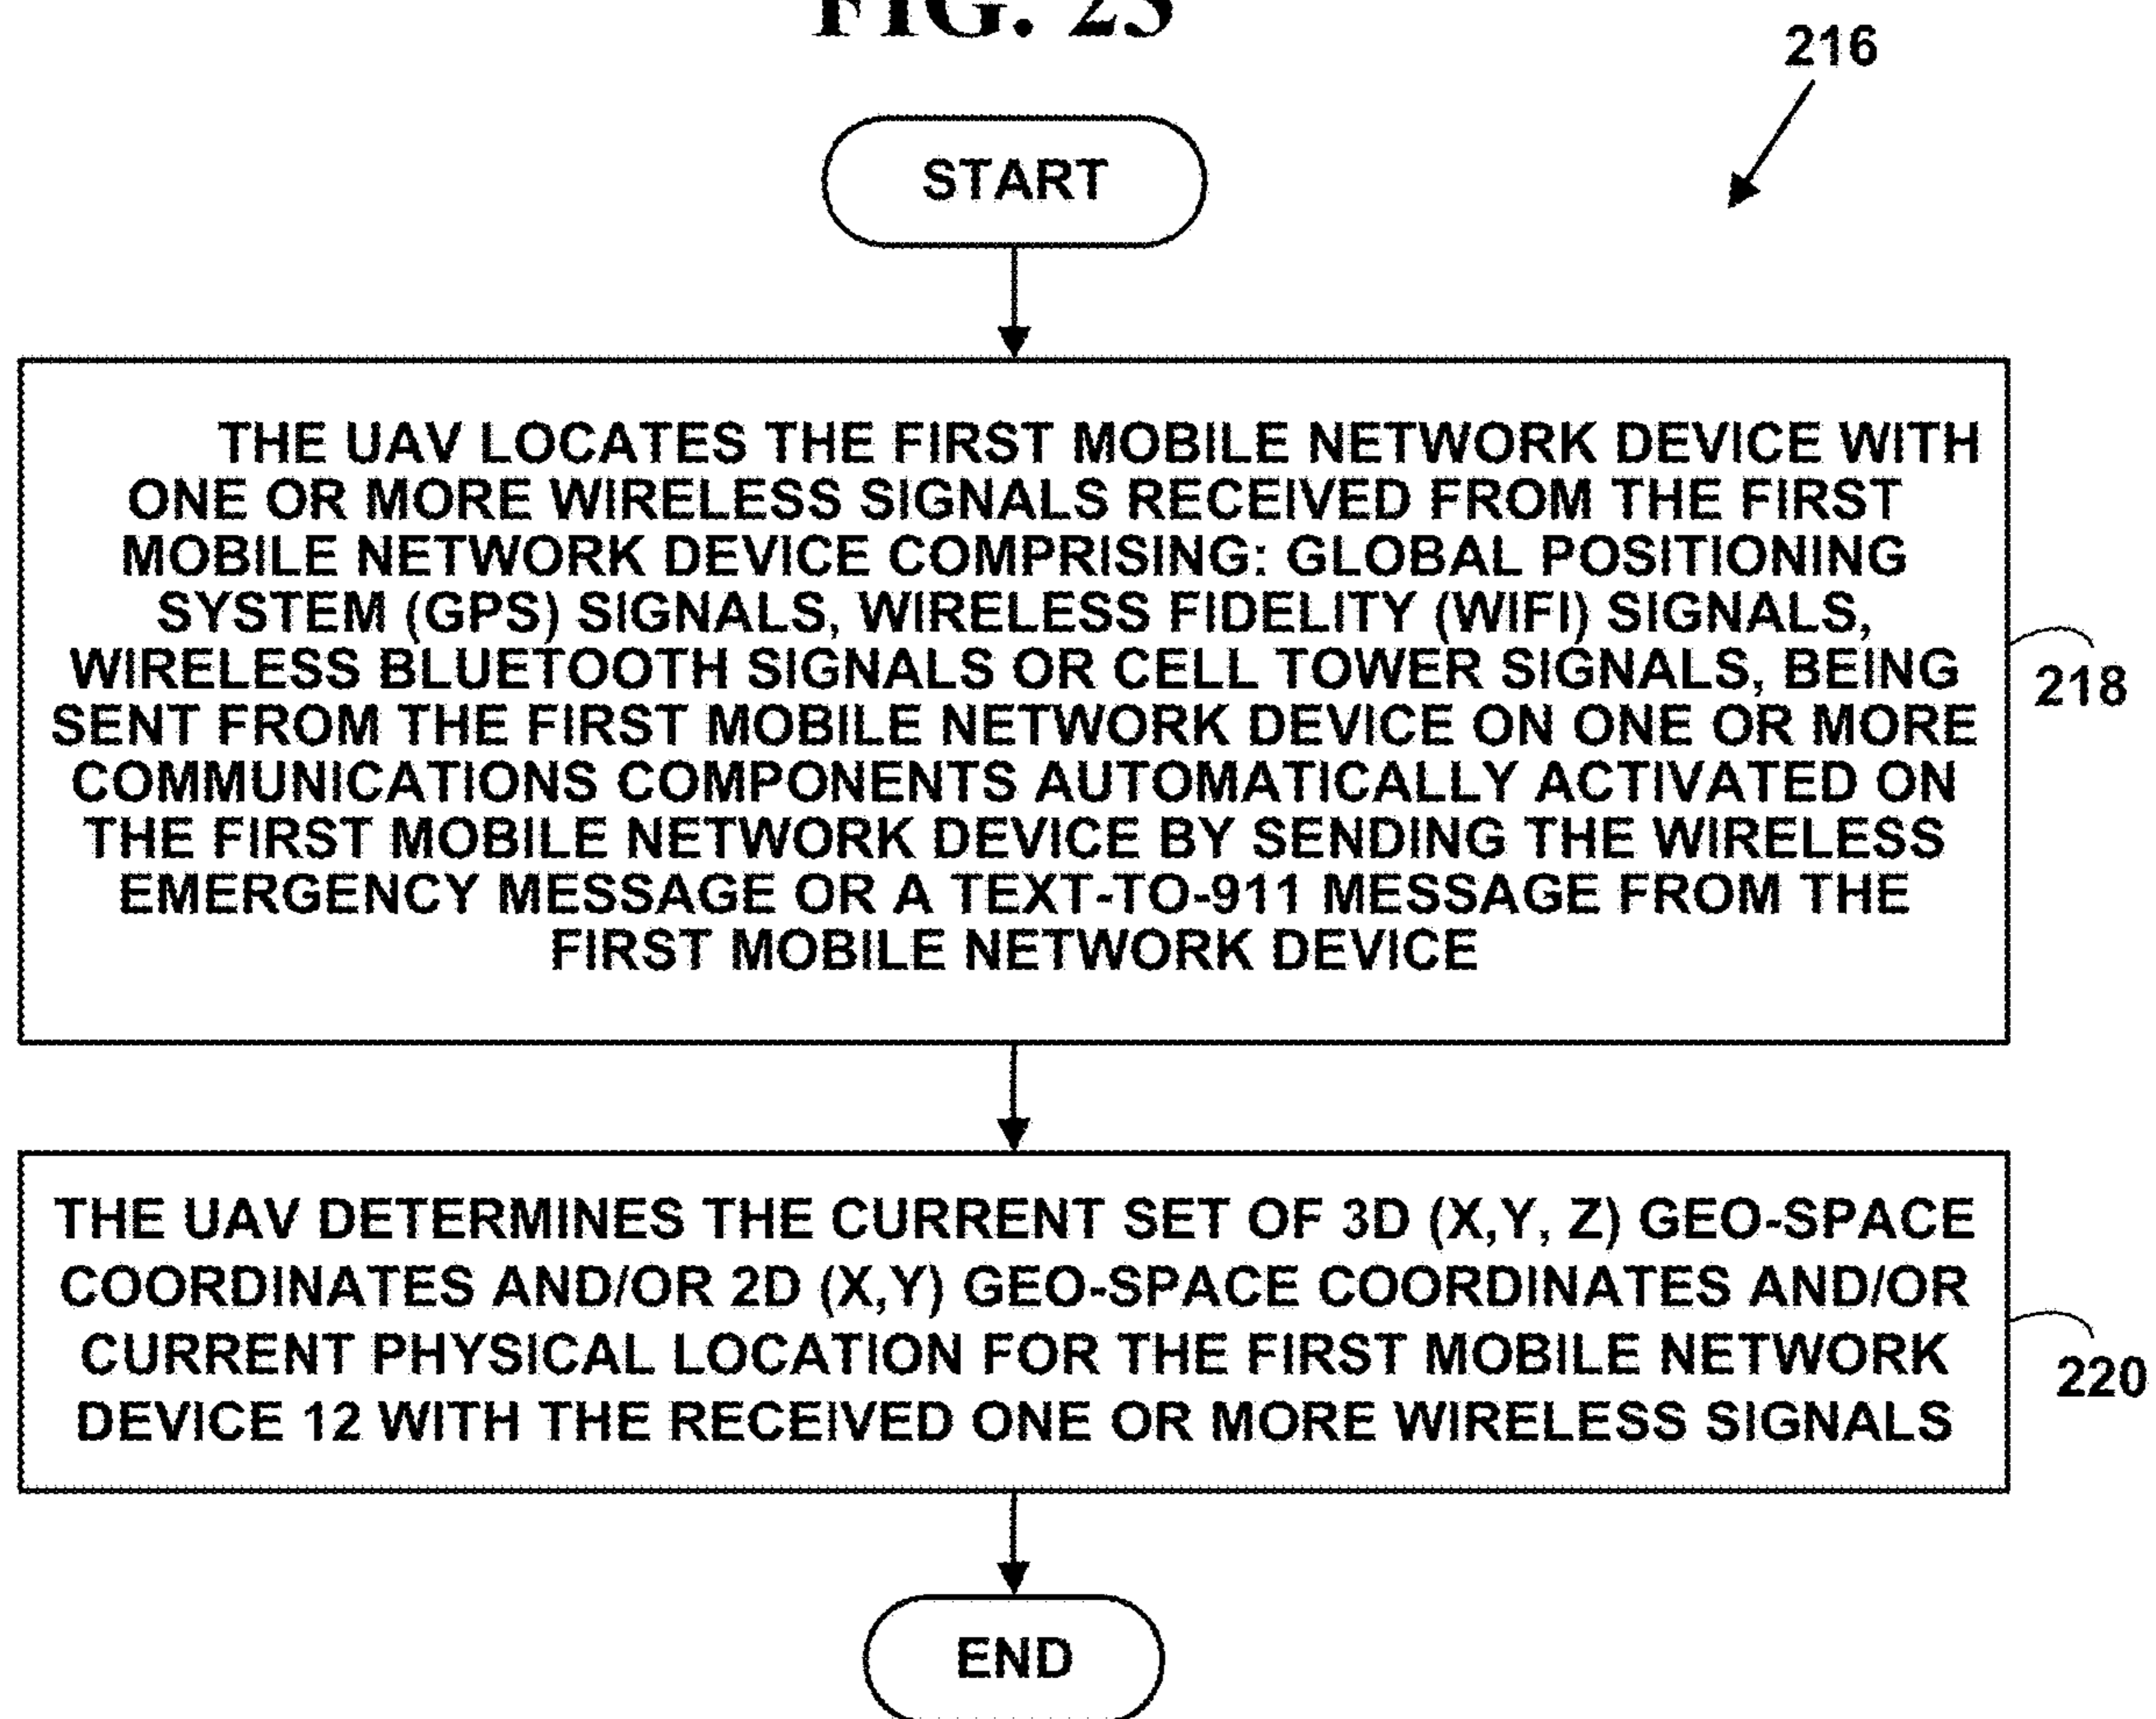 FIG. 23
216
START
THE UAV LOCATES THE FIRST MOBILE NETWORK DEVICE WITH
ONE OR MORE WIRELESS SIGNALS RECEIVED FROM THE FIRST
MOBILE NETWORK DEVICE COMPRISING: GLOBAL POSITIONING
SYSTEM (GPS) SIGNALS, WIRELESS FIDELITY (WIFI) SIGNALS,
WIRELESS BLUETOOTH SIGNALS OR CELL TOWER SIGNALS, BEING
SENT FROM THE FIRST MOBILE NETWORK DEVICE ON ONE OR MORE
COMMUNICATIONS COMPONENTS AUTOMATICALLY ACTIVATED ON
THE FIRST MOBILE NETWORK DEVICE BY SENDING THE WIRELESS
EMERGENCY MESSAGE OR A TEXT-TO-911 MESSAGE FROM THE
FIRST MOBILE NETWORK DEVICE
218
THE UAV DETERMINES THE CURRENT SET OF 3D (X,Y, Z) GEO-SPACE
COORDINATES AND/OR 2D (X,Y) GEO-SPACE COORDINATES AND/OR
CURRENT PHYSICAL LOCATION FOR THE FIRST MOBILE NETWORK
DEVICE 12 WITH THE RECEIVED ONE OR MORE WIRELESS SIGNALS
220
END